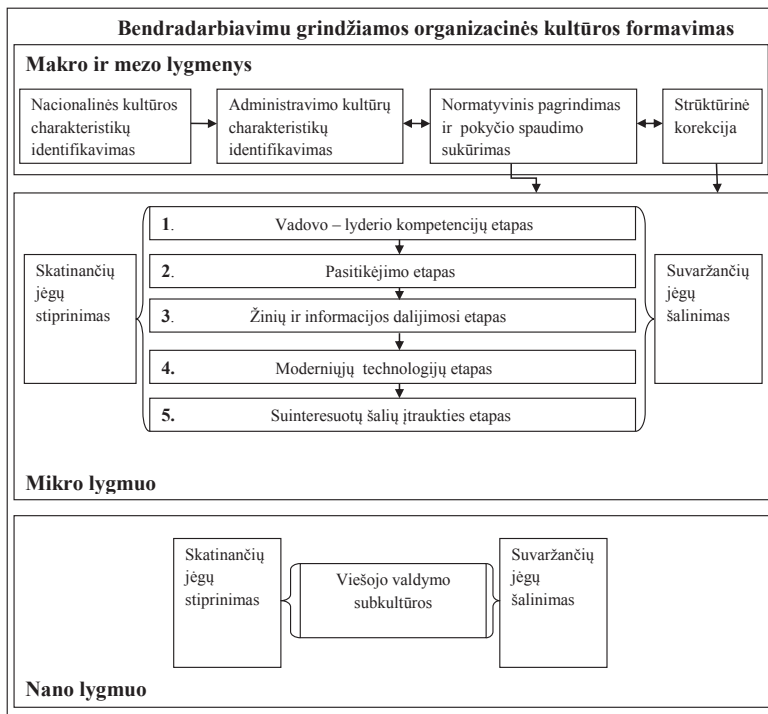 Bendradarbiavimu grindžiamos organizacinės kultūros formavimas
Makro ir mezo lygmenys
Nacionalinės kultūros
charakteristikų
identifikavimas
Administravimo kultūrų
charakteristikų
identifikavimas
Normatyvinis pagrindimas
ir pokyčio spaudimo
sukūrimas
Strūktūrinė
korekcija
Skatinančių
jėgų
stiprinimas
1. Vadovo – lyderio kompetencijų etapas
2. Pasitikėjimo etapas
3. Žinių ir informacijos dalijimosi etapas
4. Moderniųjų technologijų etapas
5. Suinteresuotų šalių įtraukties etapas
Suvaržančių
jėgų
šalinimas
Mikro lygmuo
Skatinančių
jėgų
stiprinimas
Viešojo valdymo
subkultūros
Suvaržančių
jėgų
šalinimas
Nano lygmuo